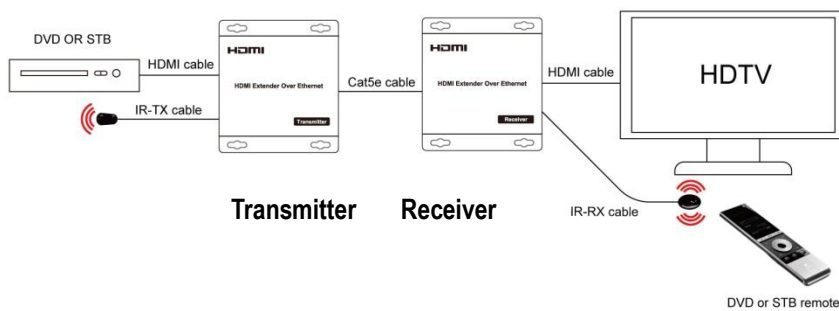 DVD OR STB
HDMI cable
IR-TX cable
HDMI
HDMI Extender Over Ethernet
Transmitter
Cat5e cable
HDMI
HDMI Extender Over Ethernet
Receiver
HDMI cable
HDTV
IR-RX cable
Transmitter
Receiver
DVD or STB remote